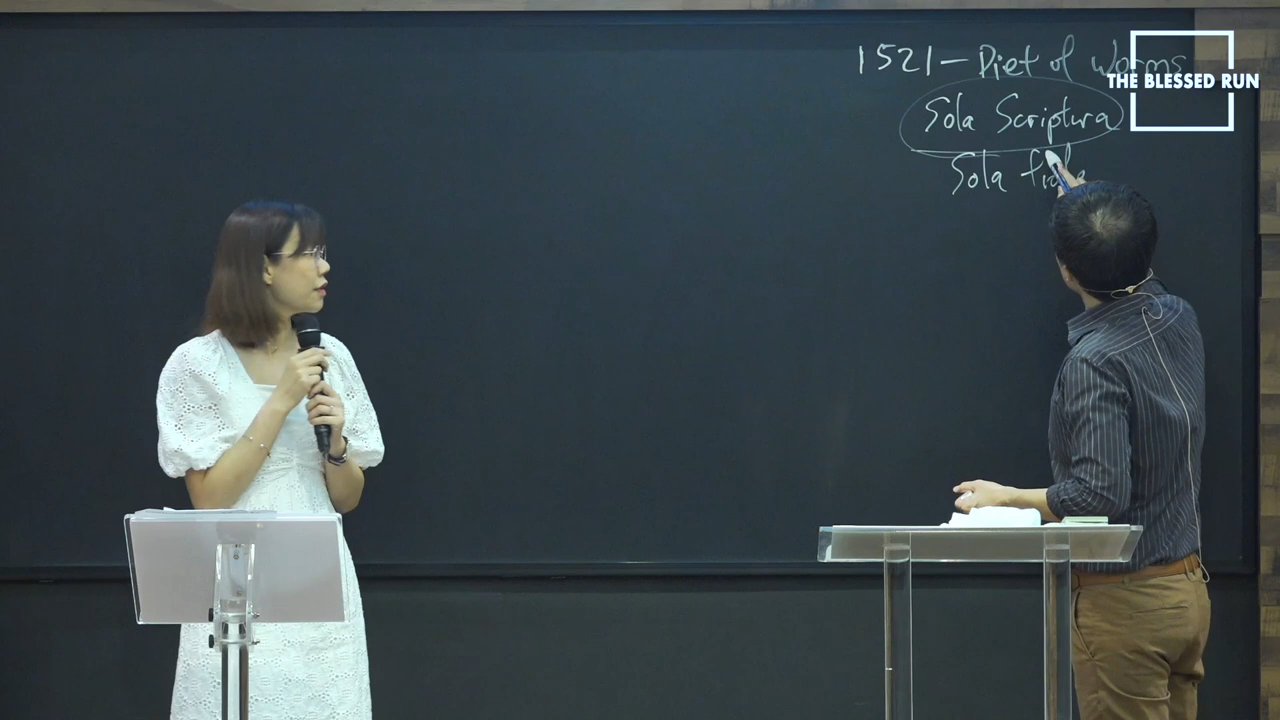 1521 - Diet of Worms
THE BLESSED RUN
Sola Scriptura
Sola fide